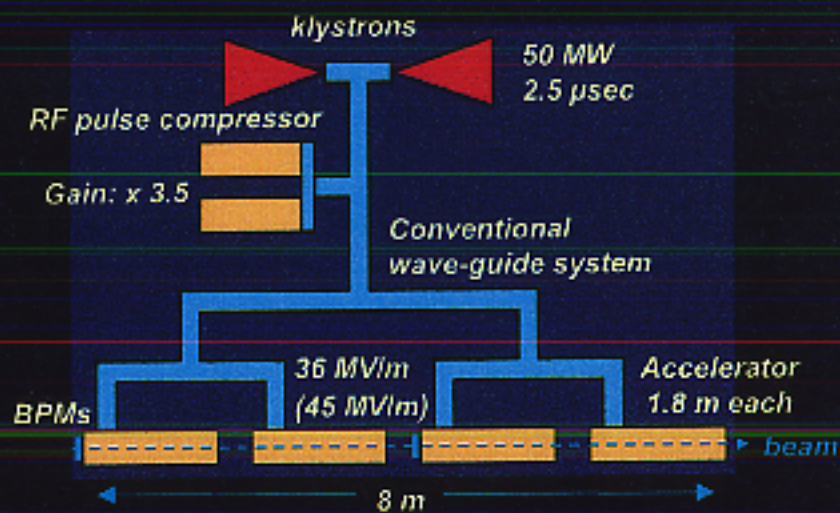 klystrons
50 MW
2.5 µsec
RF pulse compressor
Gain: x 3.5
Conventional
wave-guide system
36 MV/m
(45 MV/m)
Accelerator
1.8 m each
BPMs
beam
8 m